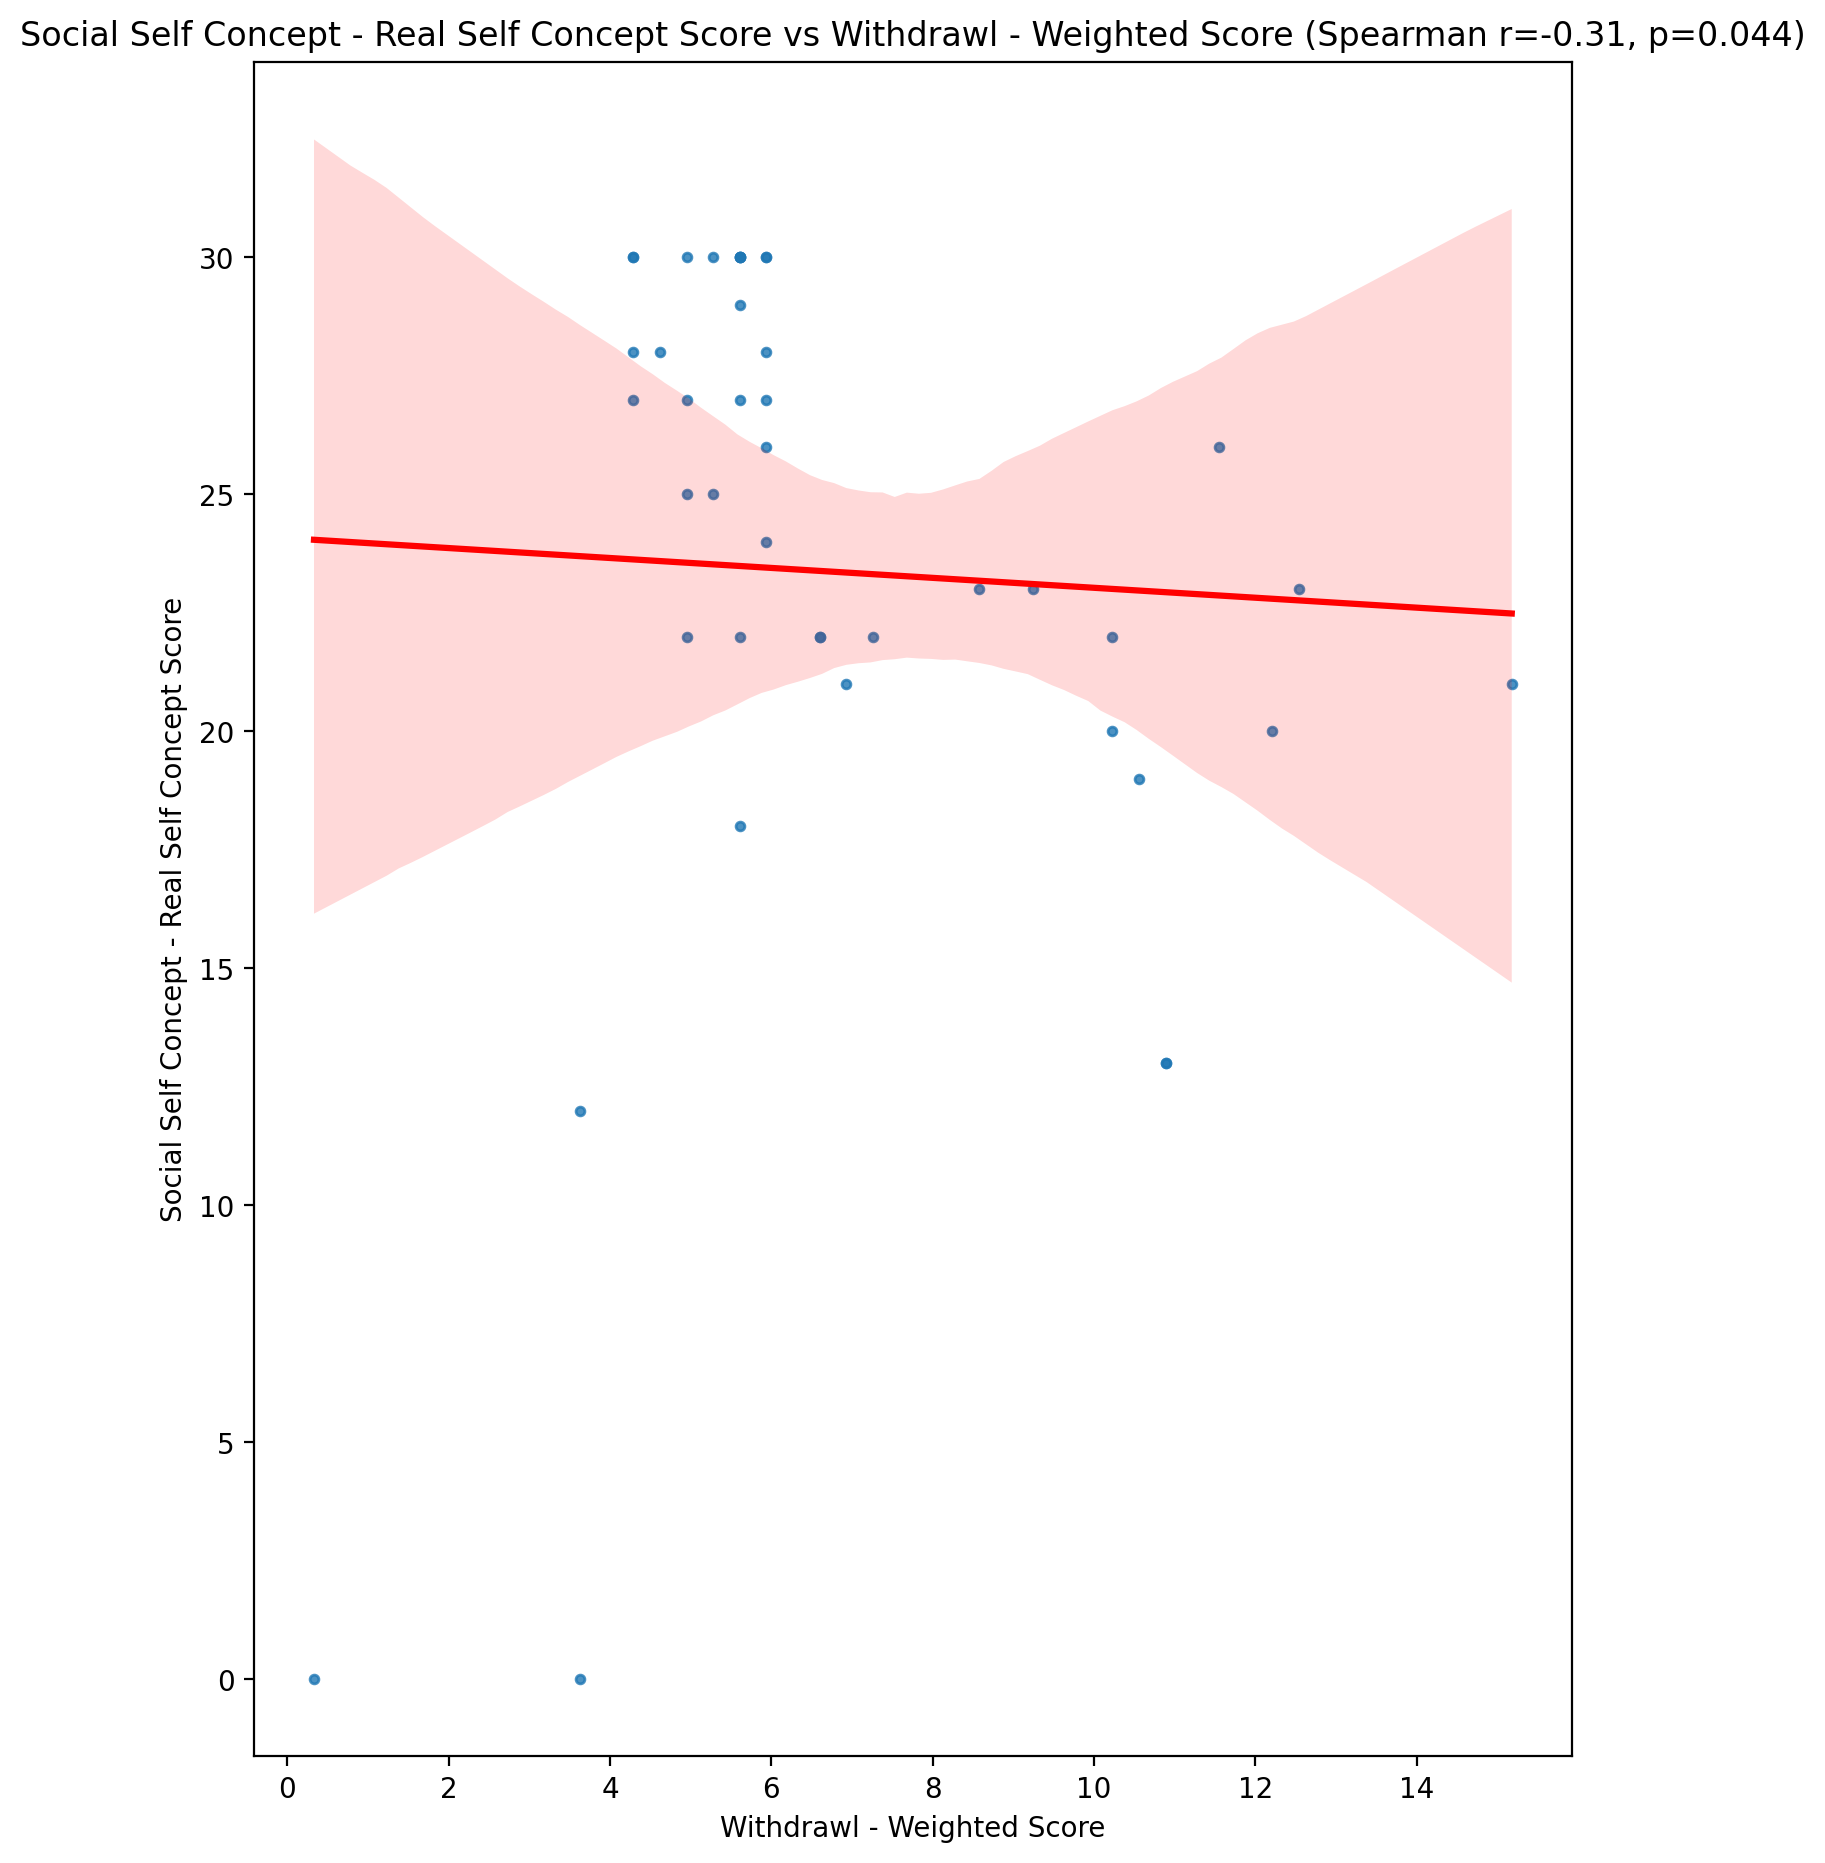 Social Self Concept - Real Self Concept Score vs Withdrawl - Weighted Score (Spearman r=-0.31, p=0.044)
Social Self Concept - Real Self Concept Score
30
25
20
15
10
5
0
0 2 4 6 8 10 12 14
Withdrawl - Weighted Score